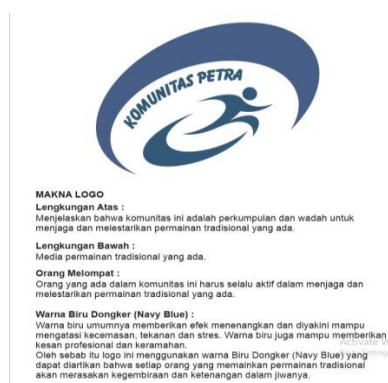 KOMUNITAS PETRA
MAKNA LOGO
Lengkungan Atas :
Menjelaskan bahwa komunitas ini adalah perkumpulan dan wadah untuk
menjaga dan melestarikan permainan tradisional yang ada.
Lengkungan Bawah :
Media permainan tradisional yang ada.
Orang Melompat :
Orang yang ada dalam komunitas ini harus selalu aktif dalam menjaga dan
melestarikan permainan tradisional yang ada.
Warna Biru Dongker (Navy Blue) :
Warna biru umumnya memberikan efek menenangkan dan diyakini mampu
mengatasi kecemasan, tekanan dan stres. Warna biru juga mampu memberikan
kesan profesional dan keramahan.
Oleh sebab itu logo ini menggunakan warna Biru Dongker (Navy Blue) yang
dapat diartikan bahwa setiap orang yang memainkan permainan tradisional
akan merasakan kegembiraan dan ketenangan dalam jiwanya.
Activate